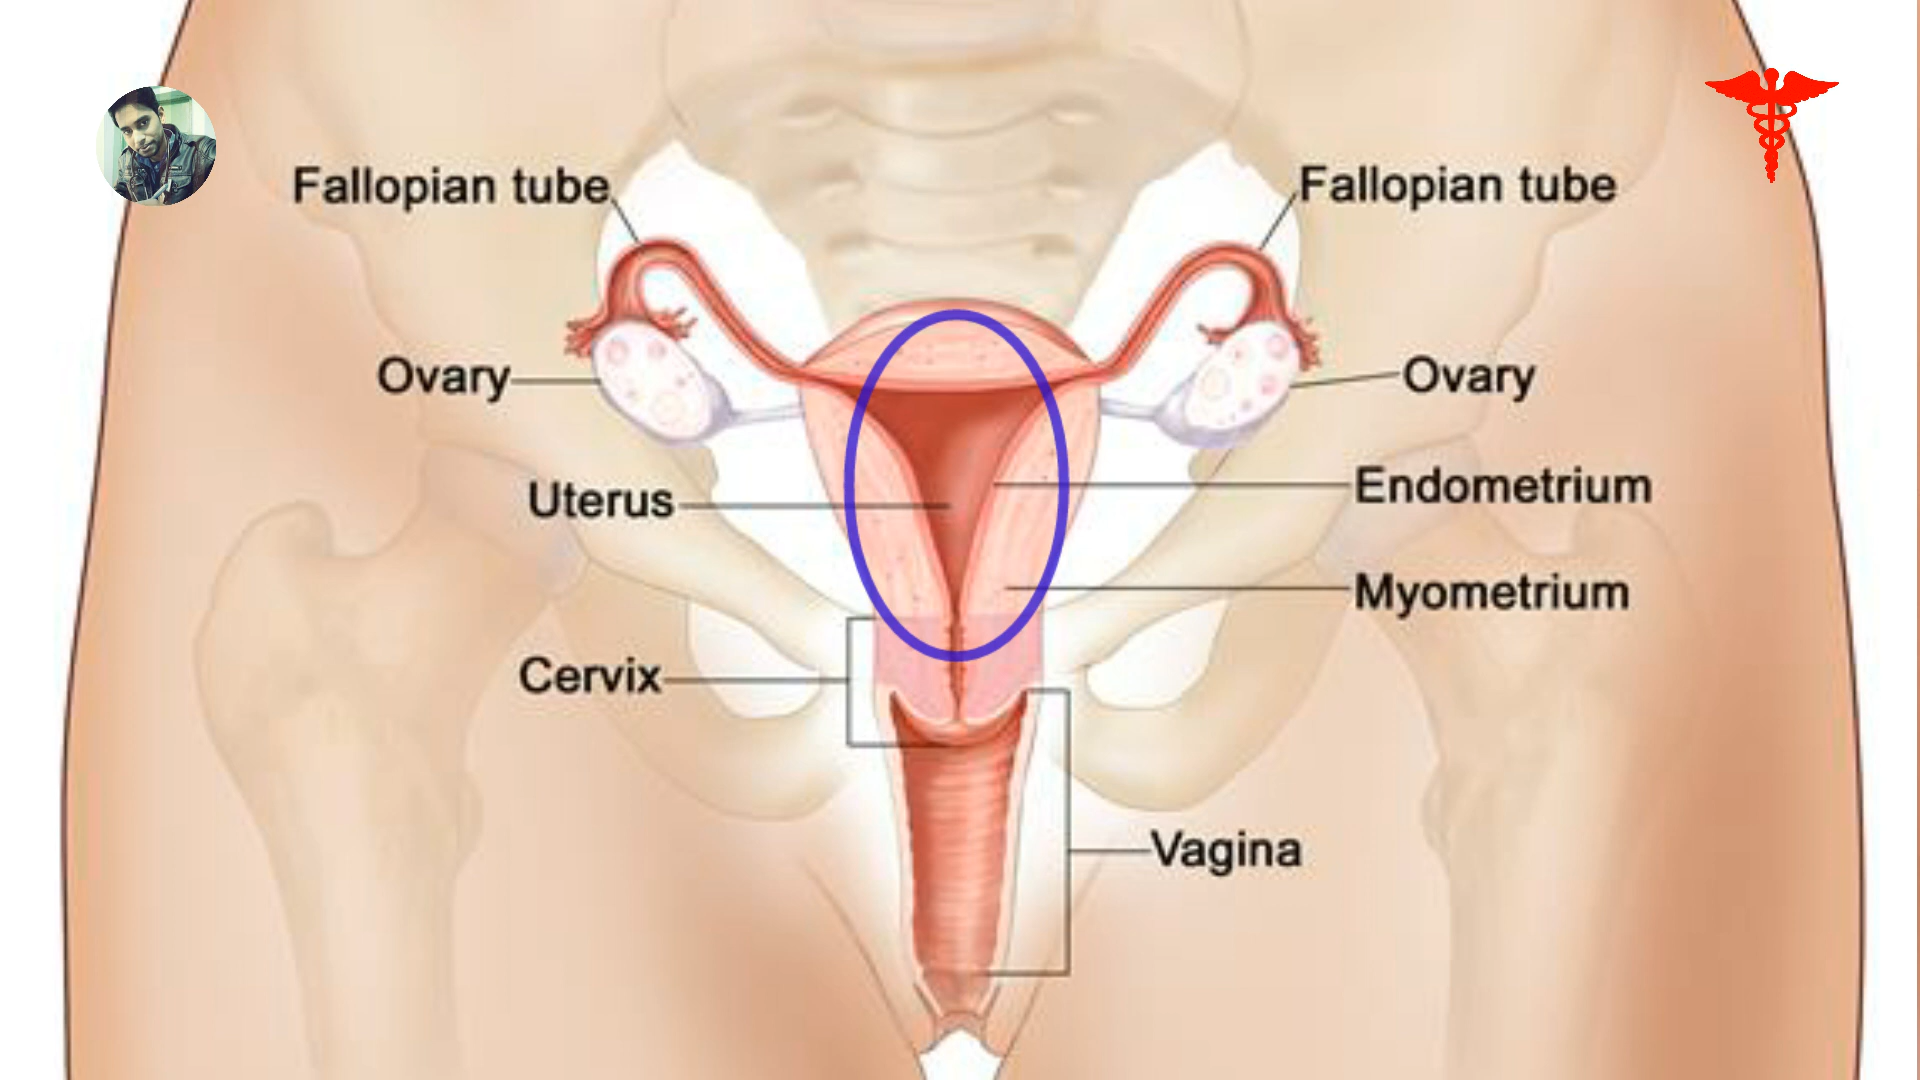 Fallopian tube
Fallopian tube
Ovary
Ovary
Uterus
Endometrium
Myometrium
Cervix
Vagina